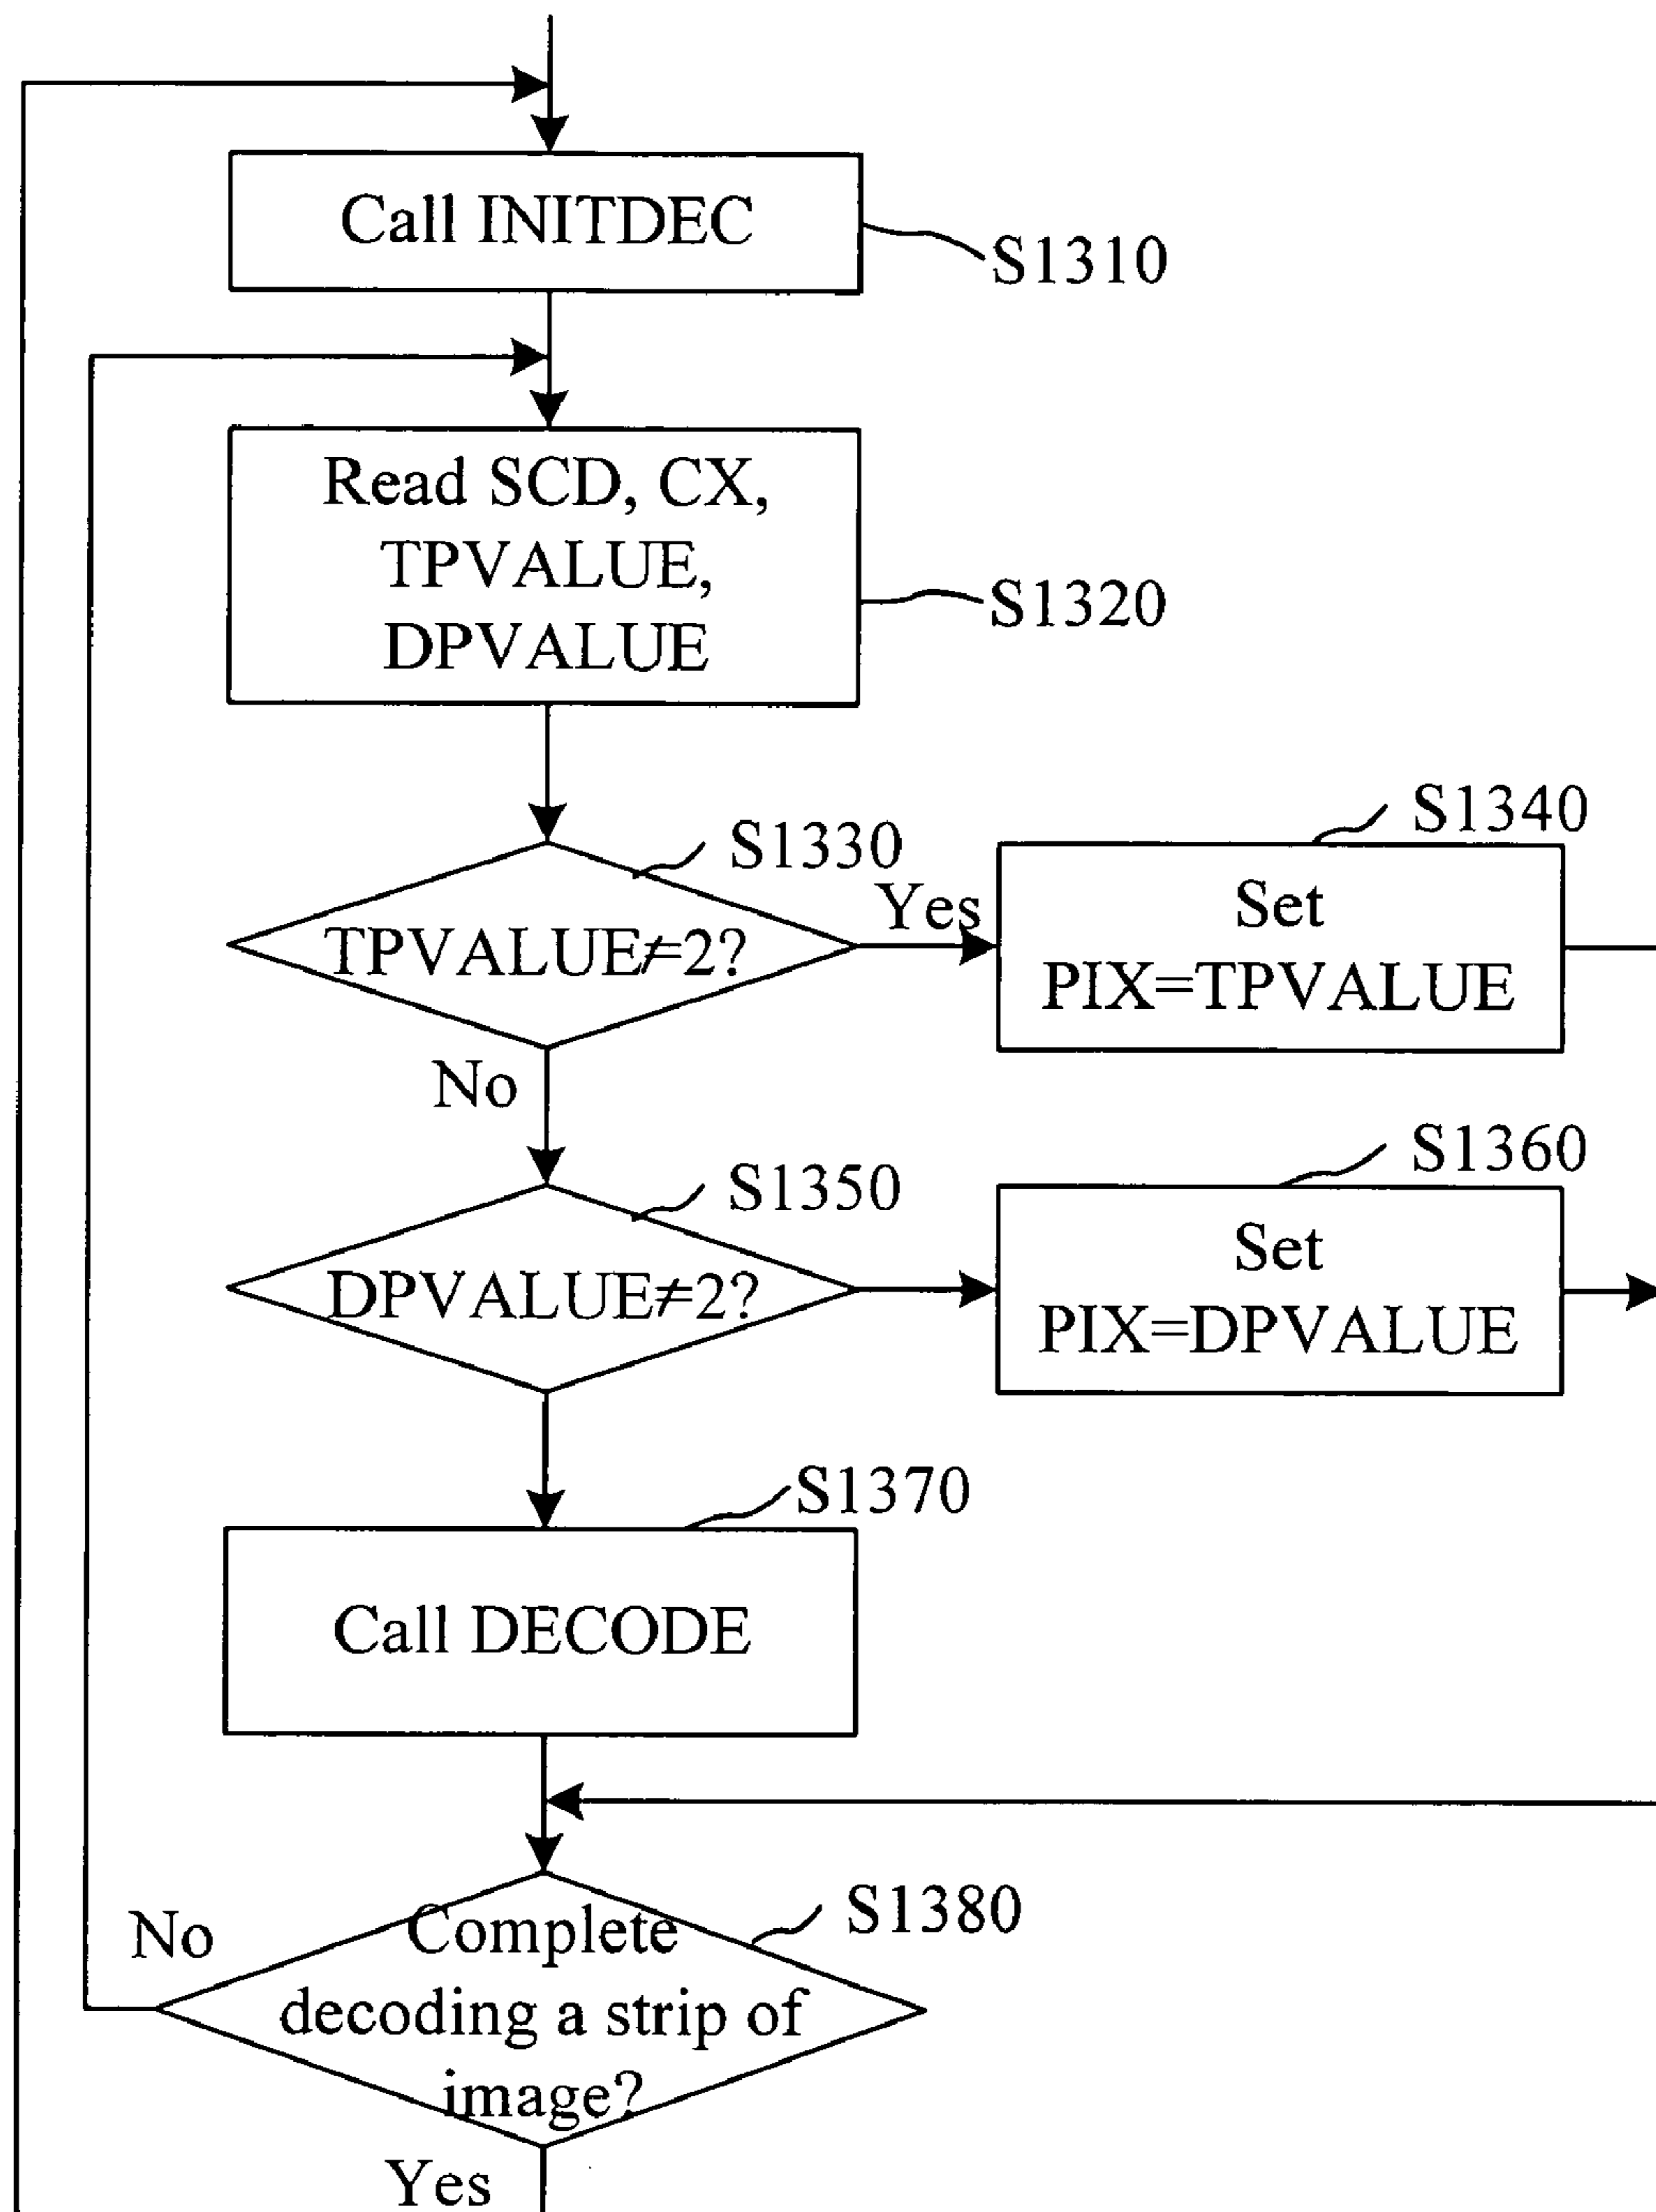 Call INITDEC
S1310
Read SCD, CX,
TPVALUE,
DPVALUE
S1320
S1330
TPVALUE≠2?
Yes
S1340
Set
PIX=TPVALUE
No
S1350
DPVALUE≠2?
S1360
Set
PIX=DPVALUE
S1370
Call DECODE
S1380
Complete
decoding a strip of
image?
No
Yes